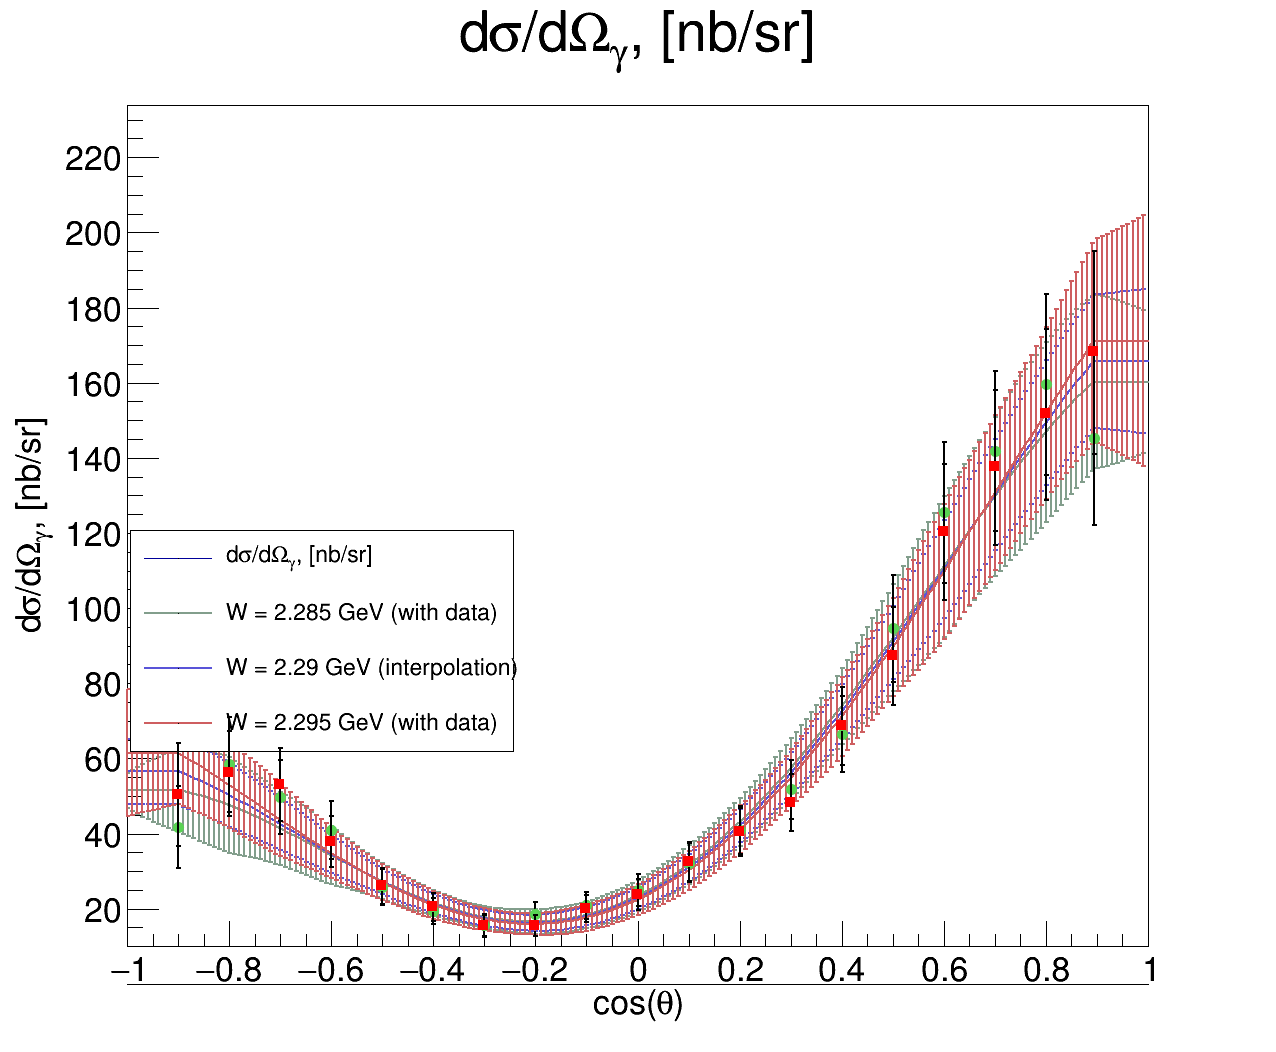 dσ/dΩγ, [nb/sr]
220
200
180
160
140
120
100
80
60
40
20
dσ/dΩγ, [nb/sr]
dσ/dΩγ, [nb/sr]
W = 2.285 GeV (with data)
W = 2.29 GeV (interpolation)
W = 2.295 GeV (with data)
−1 −0.8 −0.6 −0.4 −0.2 0 0.2 0.4 0.6 0.8 1
cos(θ)